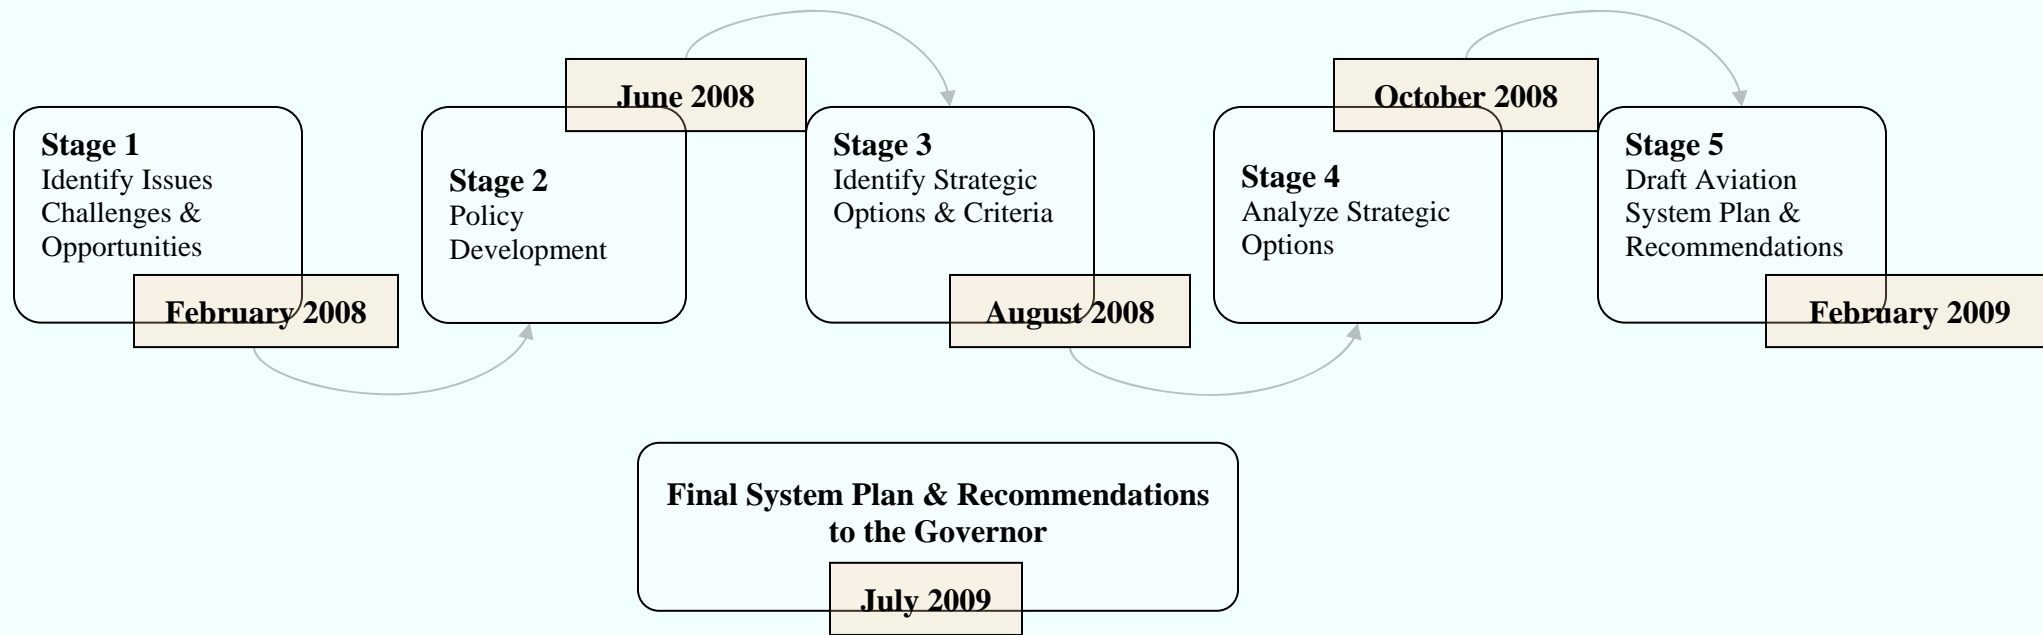 Stage 1
Identify Issues
Challenges &
Opportunities
February 2008
Stage 2
Policy
Development
June 2008
Stage 3
Identify Strategic
Options & Criteria
August 2008
Stage 4
Analyze Strategic
Options
October 2008
Stage 5
Draft Aviation
System Plan &
Recommendations
February 2009
Final System Plan & Recommendations
to the Governor
July 2009